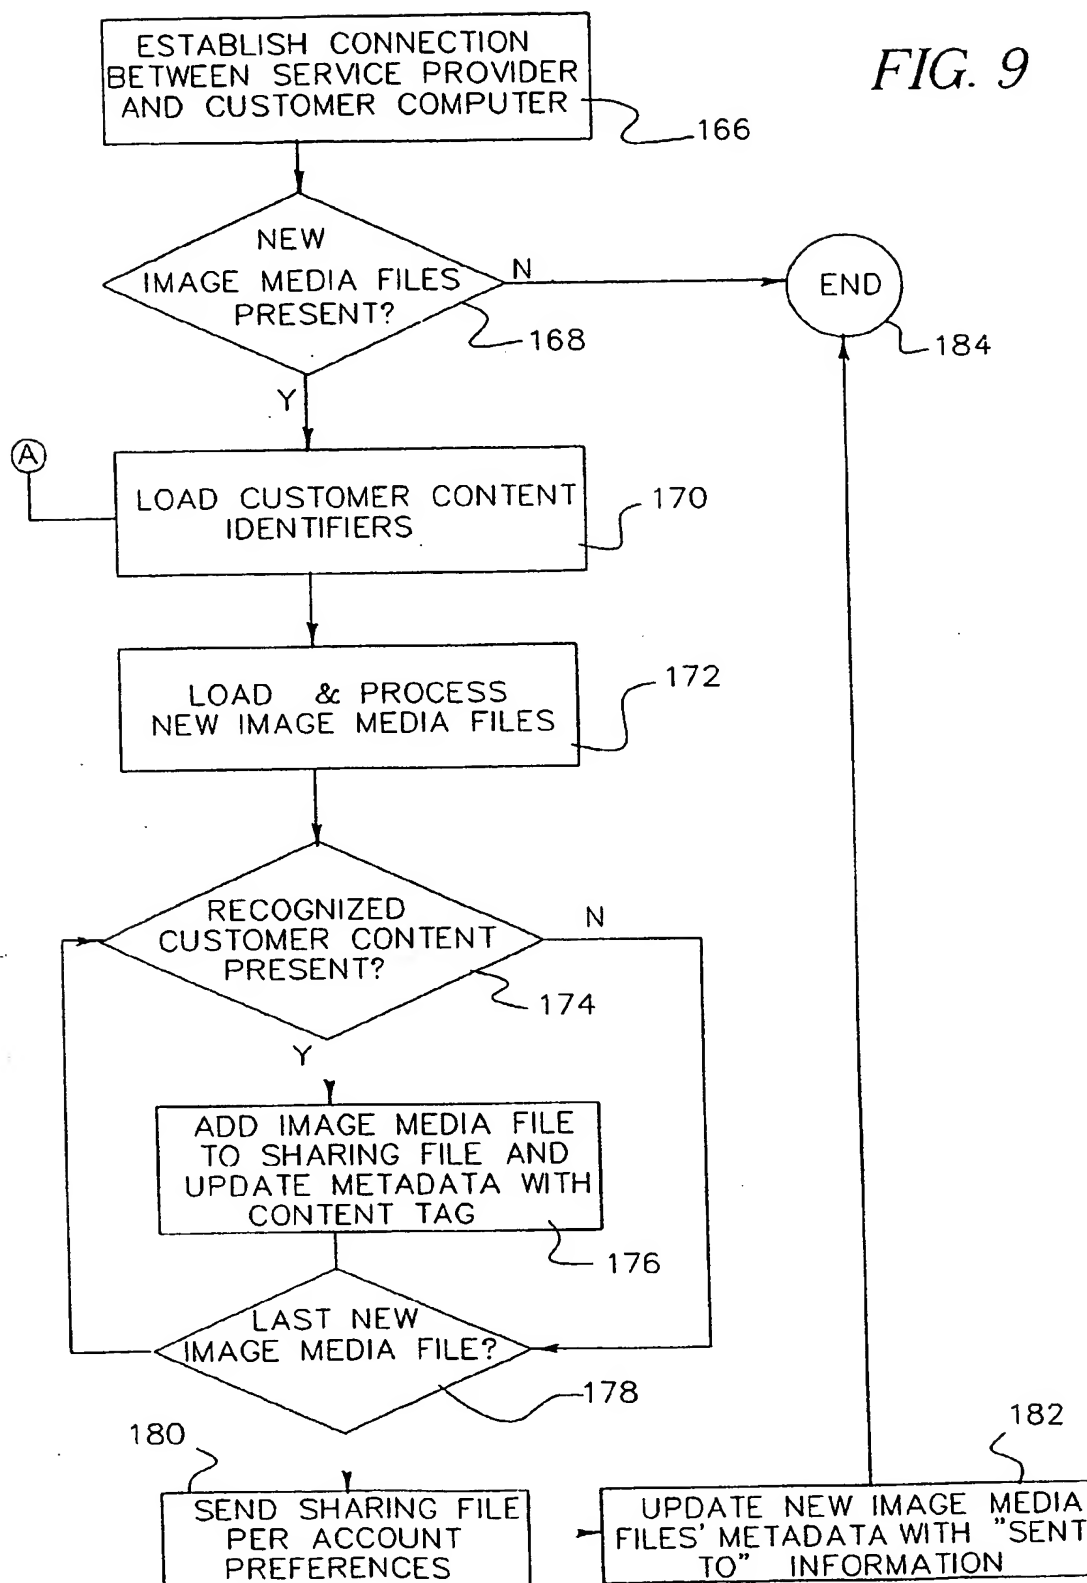 FIG. 9
ESTABLISH CONNECTION
BETWEEN SERVICE PROVIDER
AND CUSTOMER COMPUTER
166
NEW
IMAGE MEDIA FILES
PRESENT?
N
168
END
184
Y
A
LOAD CUSTOMER CONTENT
IDENTIFIERS
170
LOAD & PROCESS
NEW IMAGE MEDIA FILES
172
RECOGNIZED
CUSTOMER CONTENT
PRESENT?
N
174
Y
ADD IMAGE MEDIA FILE
TO SHARING FILE AND
UPDATE METADATA WITH
CONTENT TAG
176
LAST NEW
IMAGE MEDIA FILE?
178
180
SEND SHARING FILE
PER ACCOUNT
PREFERENCES
182
UPDATE NEW IMAGE MEDIA
FILES' METADATA WITH "SENT
TO" INFORMATION